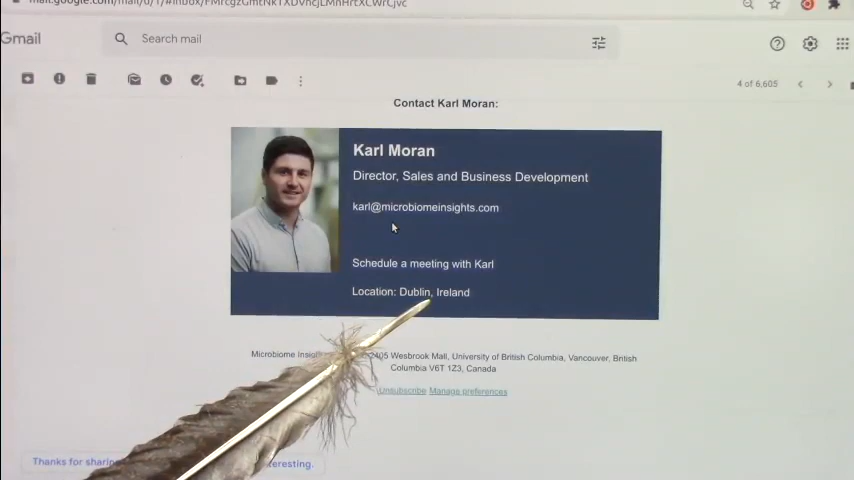 Gmail
Search mail
4 of 6,605
Contact Karl Moran:
Karl Moran
Director, Sales and Business Development
karl@microbiomeinsights.com
Schedule a meeting with Karl
Location: Dublin, Ireland
Microbiome 2405 Wesbrook Mall, University of British Columbia, Vancouver, British
Columbia V6T 1Z3, Canada
Unsubscribe Manage preferences
Thanks for